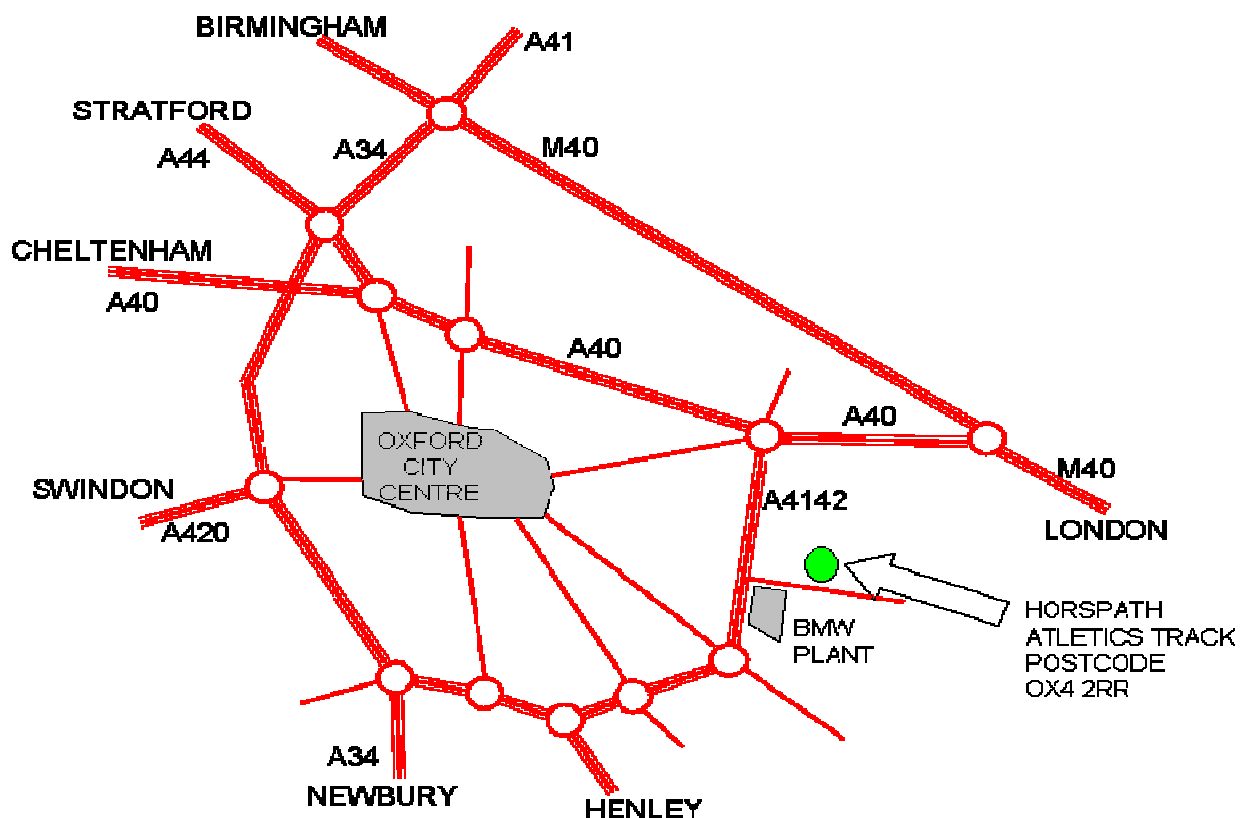 BIRMINGHAM
A41
STRATFORD
A44
A34
M40
CHELTENHAM
A40
A40
A40
OXFORD
CITY
CENTRE
M40
SWINDON
A420
A4142
LONDON
HORSPATH
ATLETICS TRACK
POSTCODE
OX4 2RR
BMW
PLANT
A34
NEWBURY
HENLEY